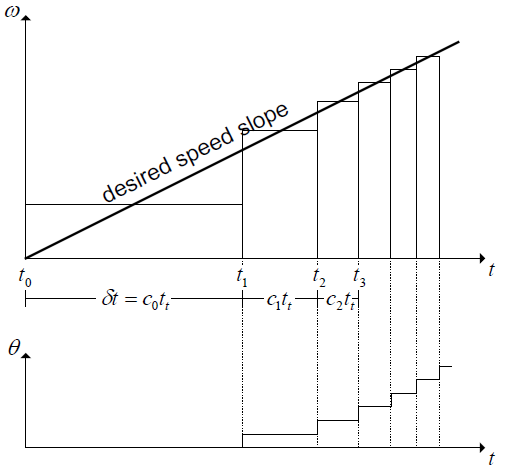 ω
desired speed slope
t₀ t₁ t₂ t₃ t
δt = c₀tₜ c₁tₜ c₂tₜ
θ
t